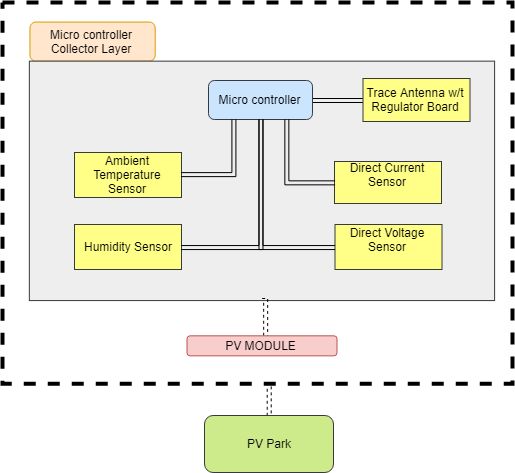 Micro controller
Collector Layer
Micro controller
Trace Antenna w/t
Regulator Board
Ambient
Temperature
Sensor
Direct Current
Sensor
Humidity Sensor
Direct Voltage
Sensor
PV MODULE
PV Park